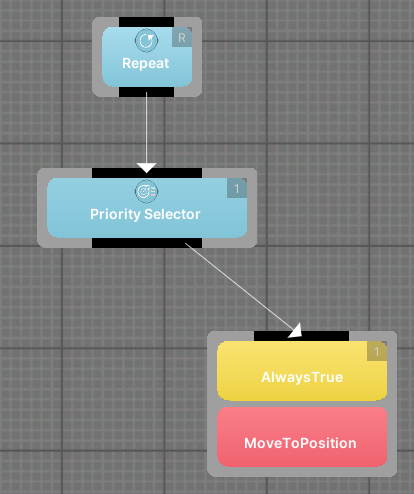 R
Repeat
1
Priority Selector
1
AlwaysTrue
MoveToPosition